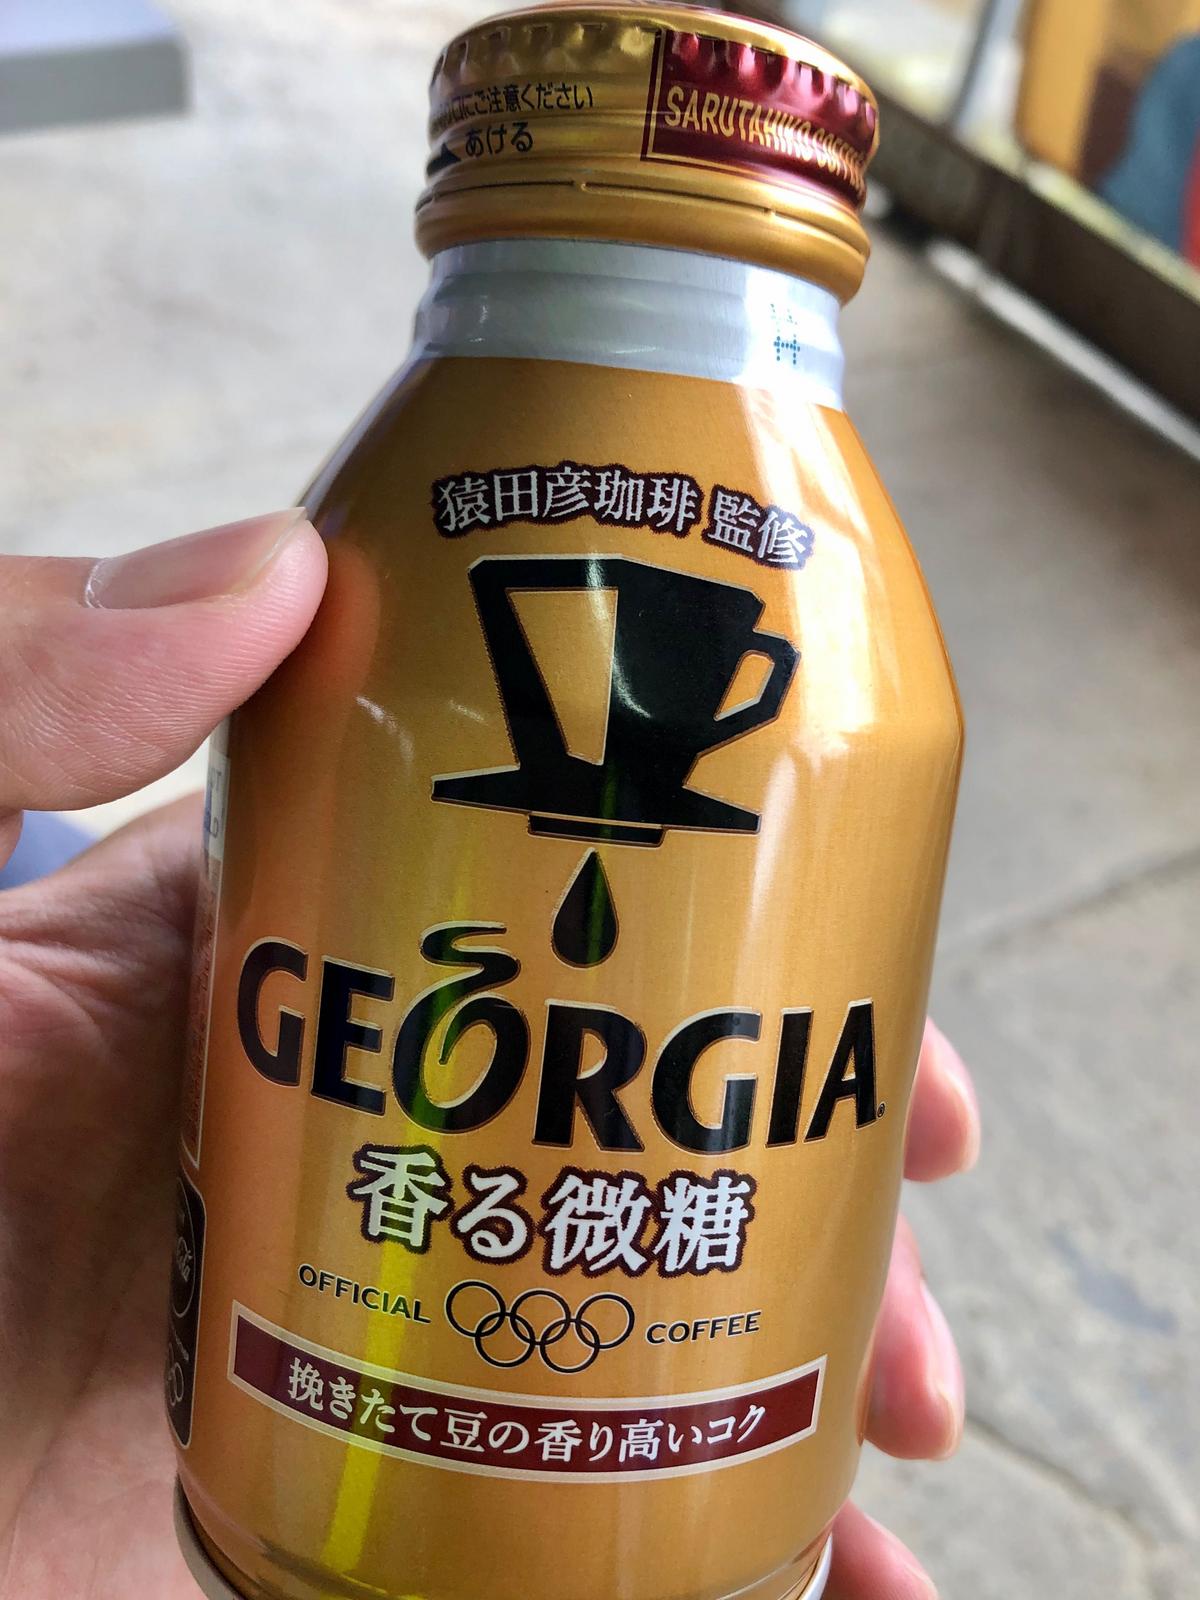 口にご注意ください
あける
SARUTAHIKO COFFEE
猿田彦珈琲 監修
GEORGIA
香る微糖
OFFICIAL COFFEE
挽きたて豆の香り高いコク